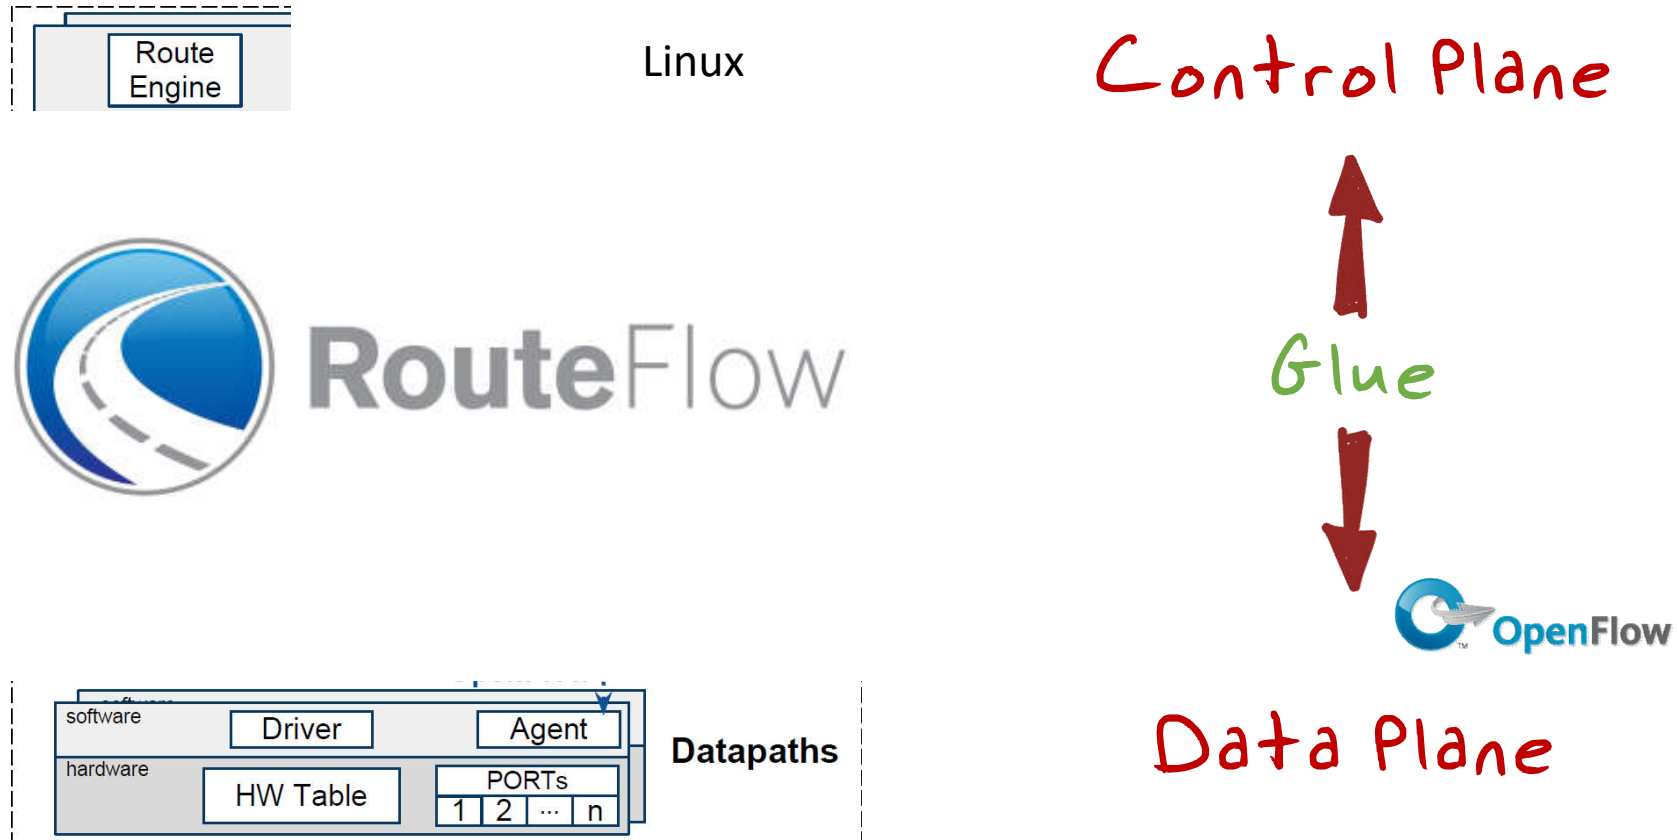 Route
Engine
Linux
Control Plane
RouteFlow
Glue
OpenFlow
TM
software
Driver
Agent
Datapaths
hardware
HW Table
PORTs
1 2 ... n
Data Plane